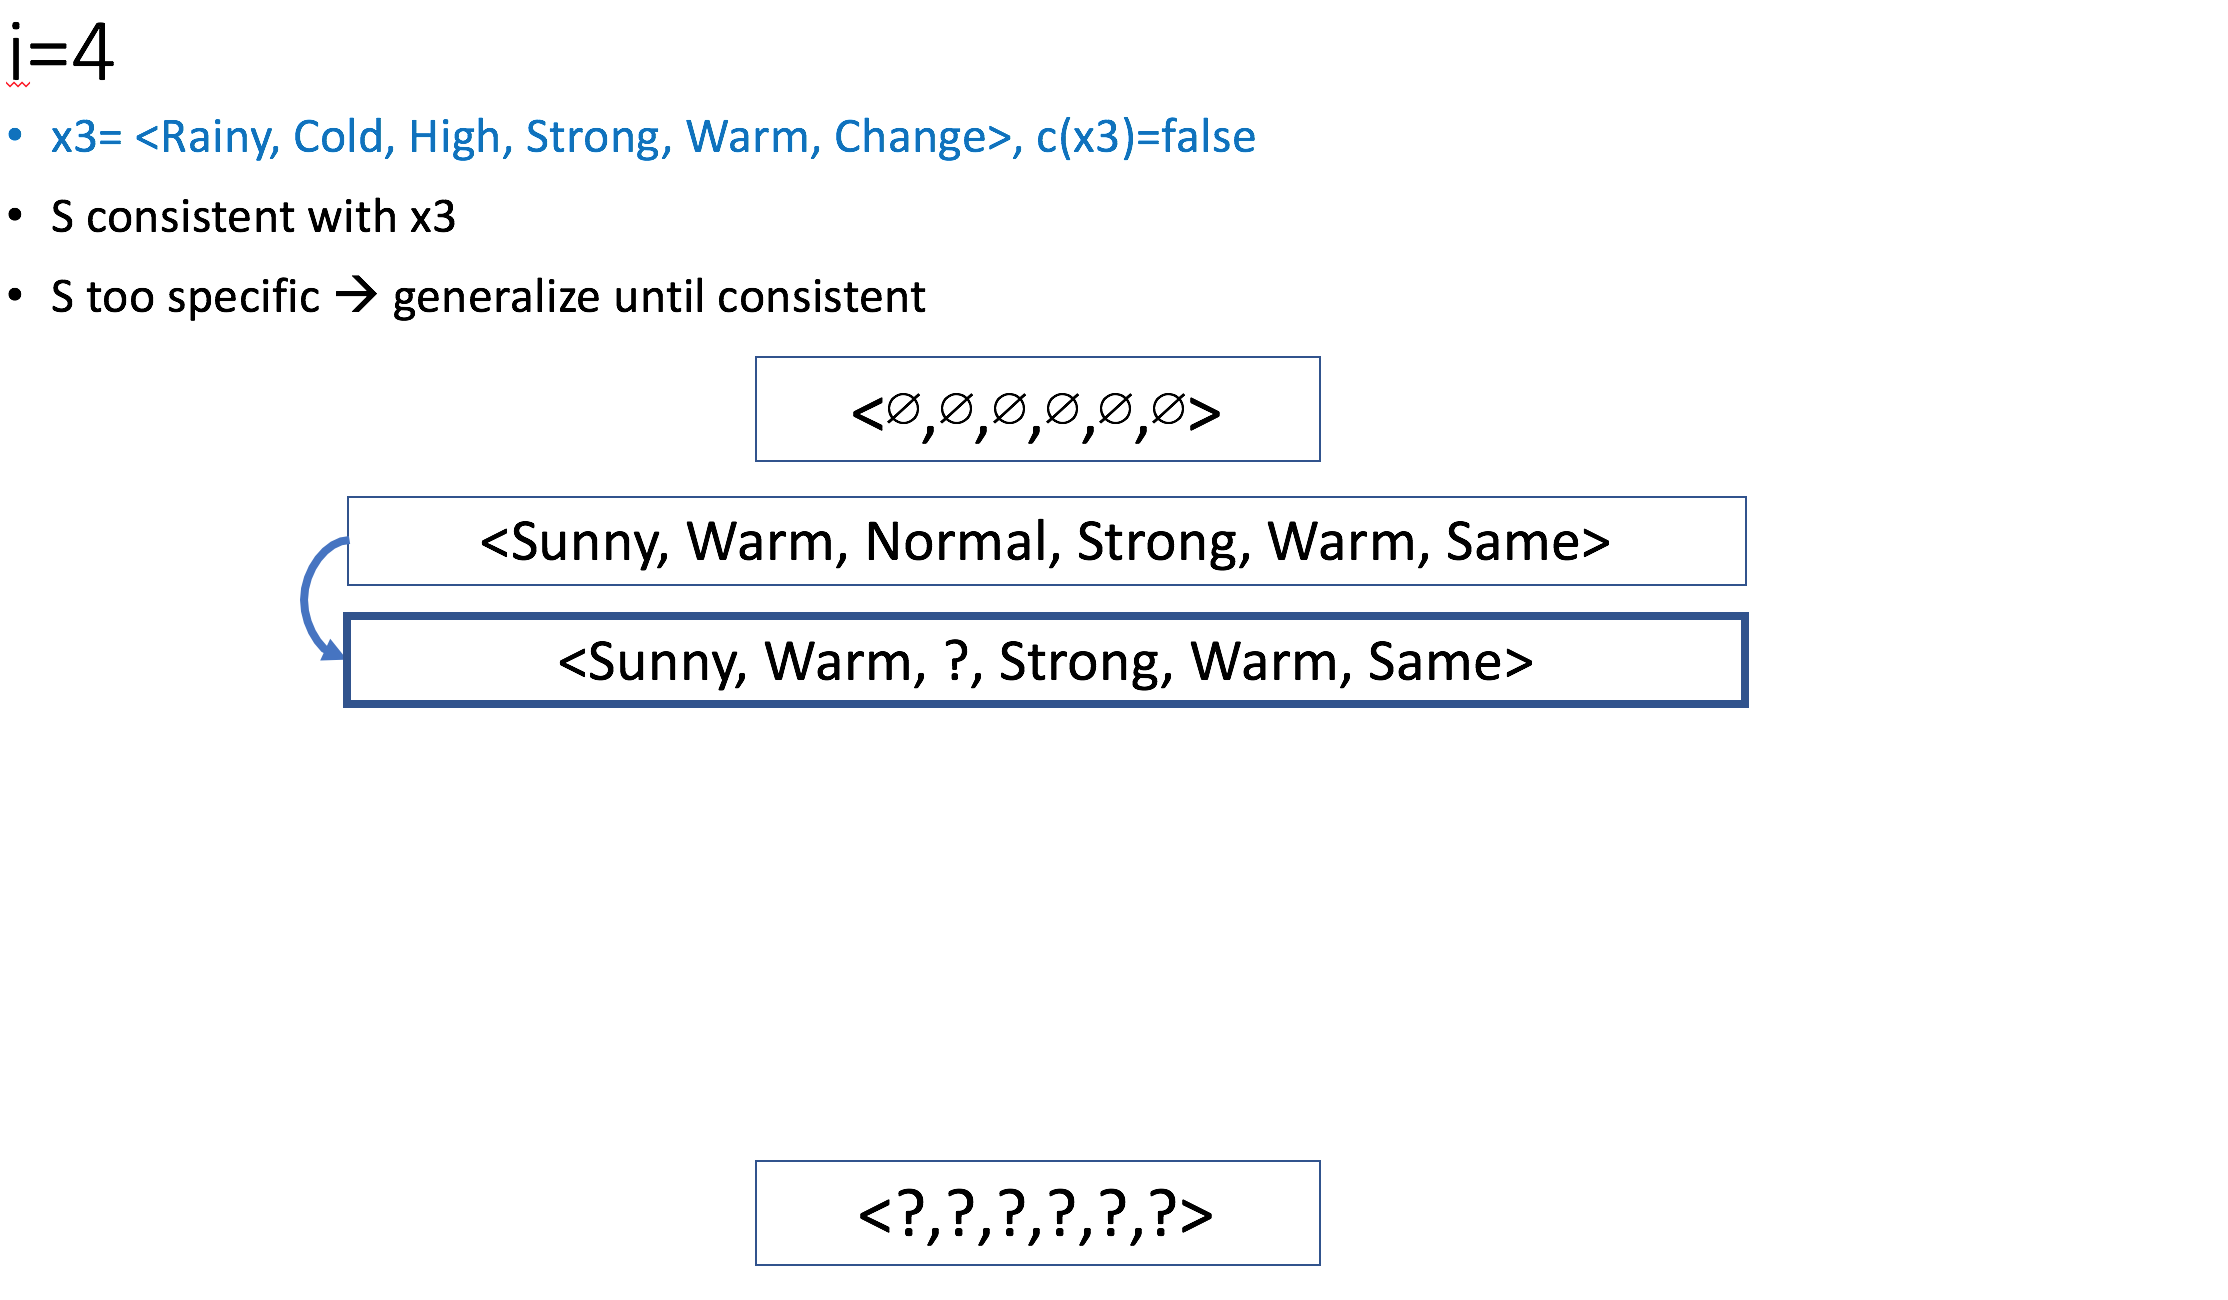 i=4
• x3= <Rainy, Cold, High, Strong, Warm, Change>, c(x3)=false
• S consistent with x3
• S too specific → generalize until consistent
<∅,∅,∅,∅,∅,∅>
<Sunny, Warm, Normal, Strong, Warm, Same>
<Sunny, Warm, ?, Strong, Warm, Same>
<?,?,?,?,?,?>